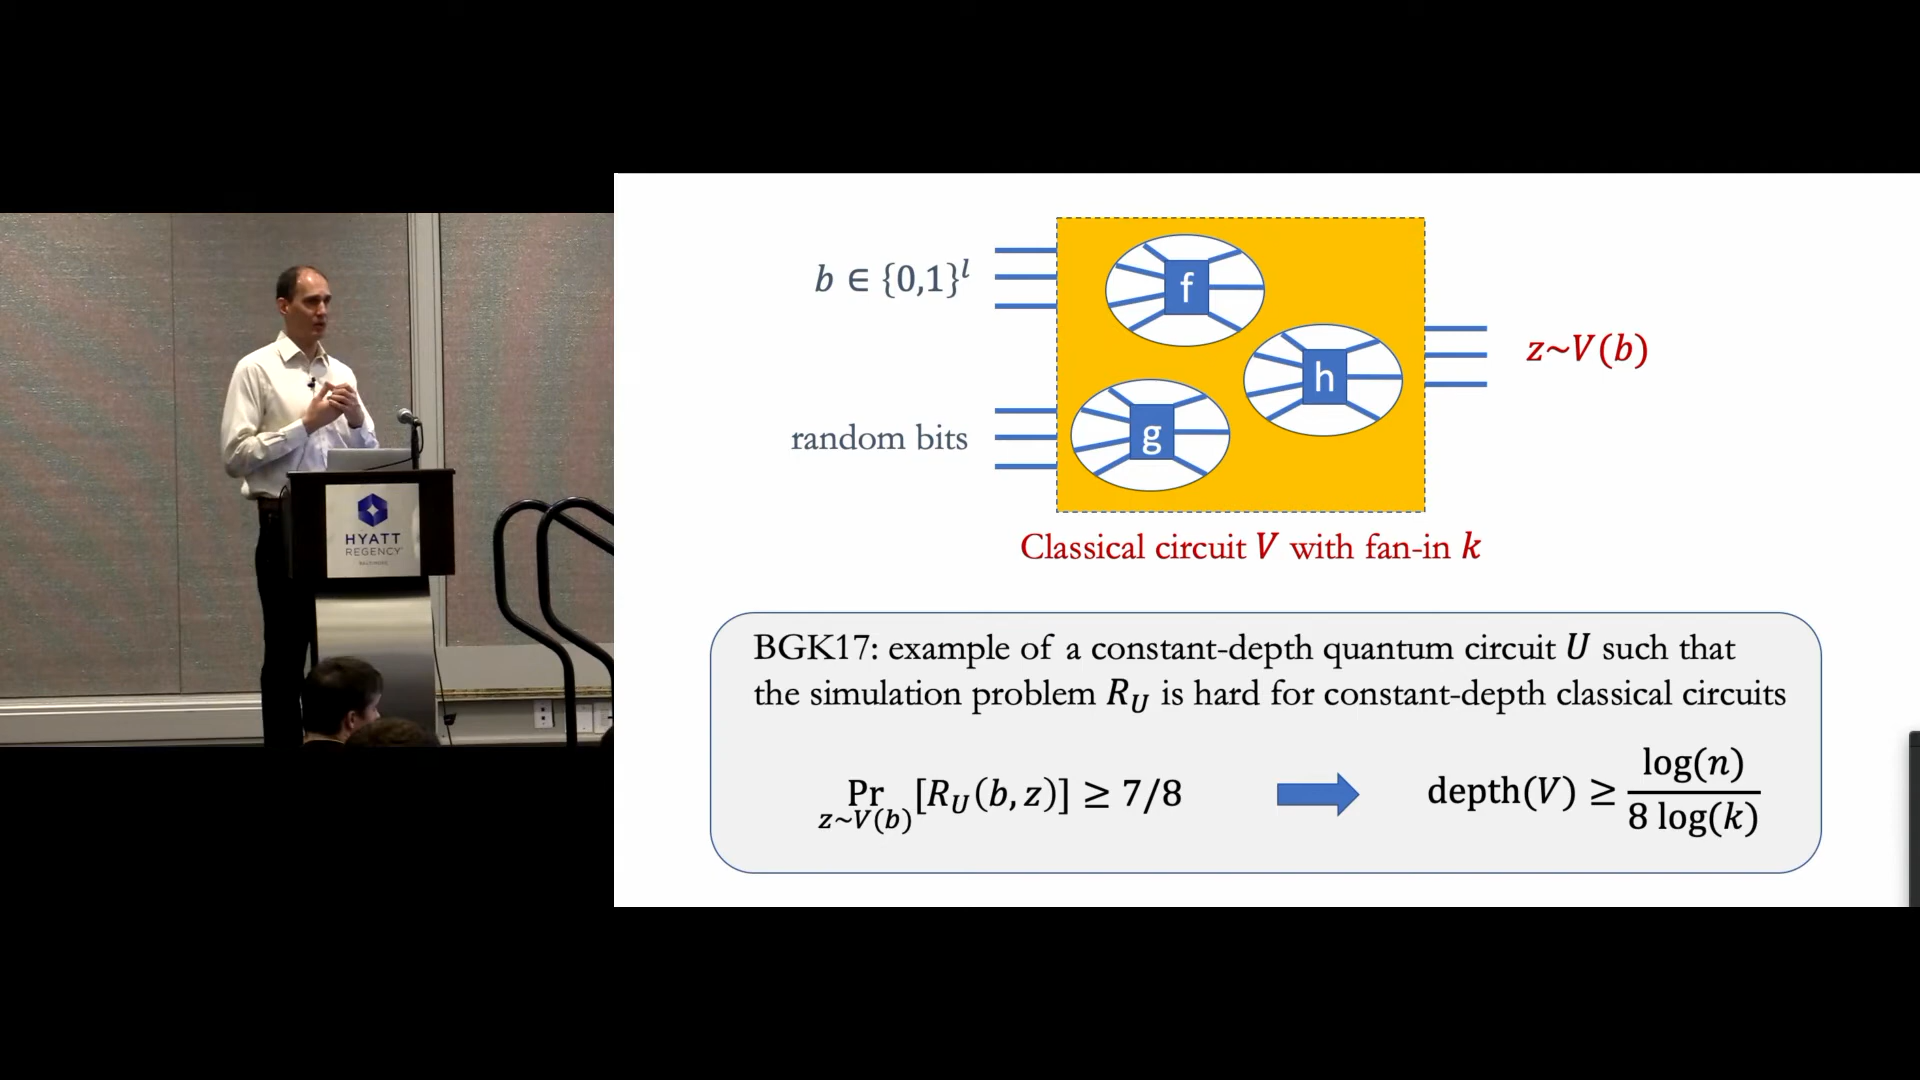 b ∈ {0,1}^l
f
h
z~V(b)
random bits
g
Classical circuit V with fan-in k
BGK17: example of a constant-depth quantum circuit U such that
the simulation problem R_U is hard for constant-depth classical circuits
Pr_{z~V(b)} [R_U(b, z)] ≥ 7/8
depth(V) ≥ log(n) / 8 log(k)
HYATT
REGENCY
BALTIMORE